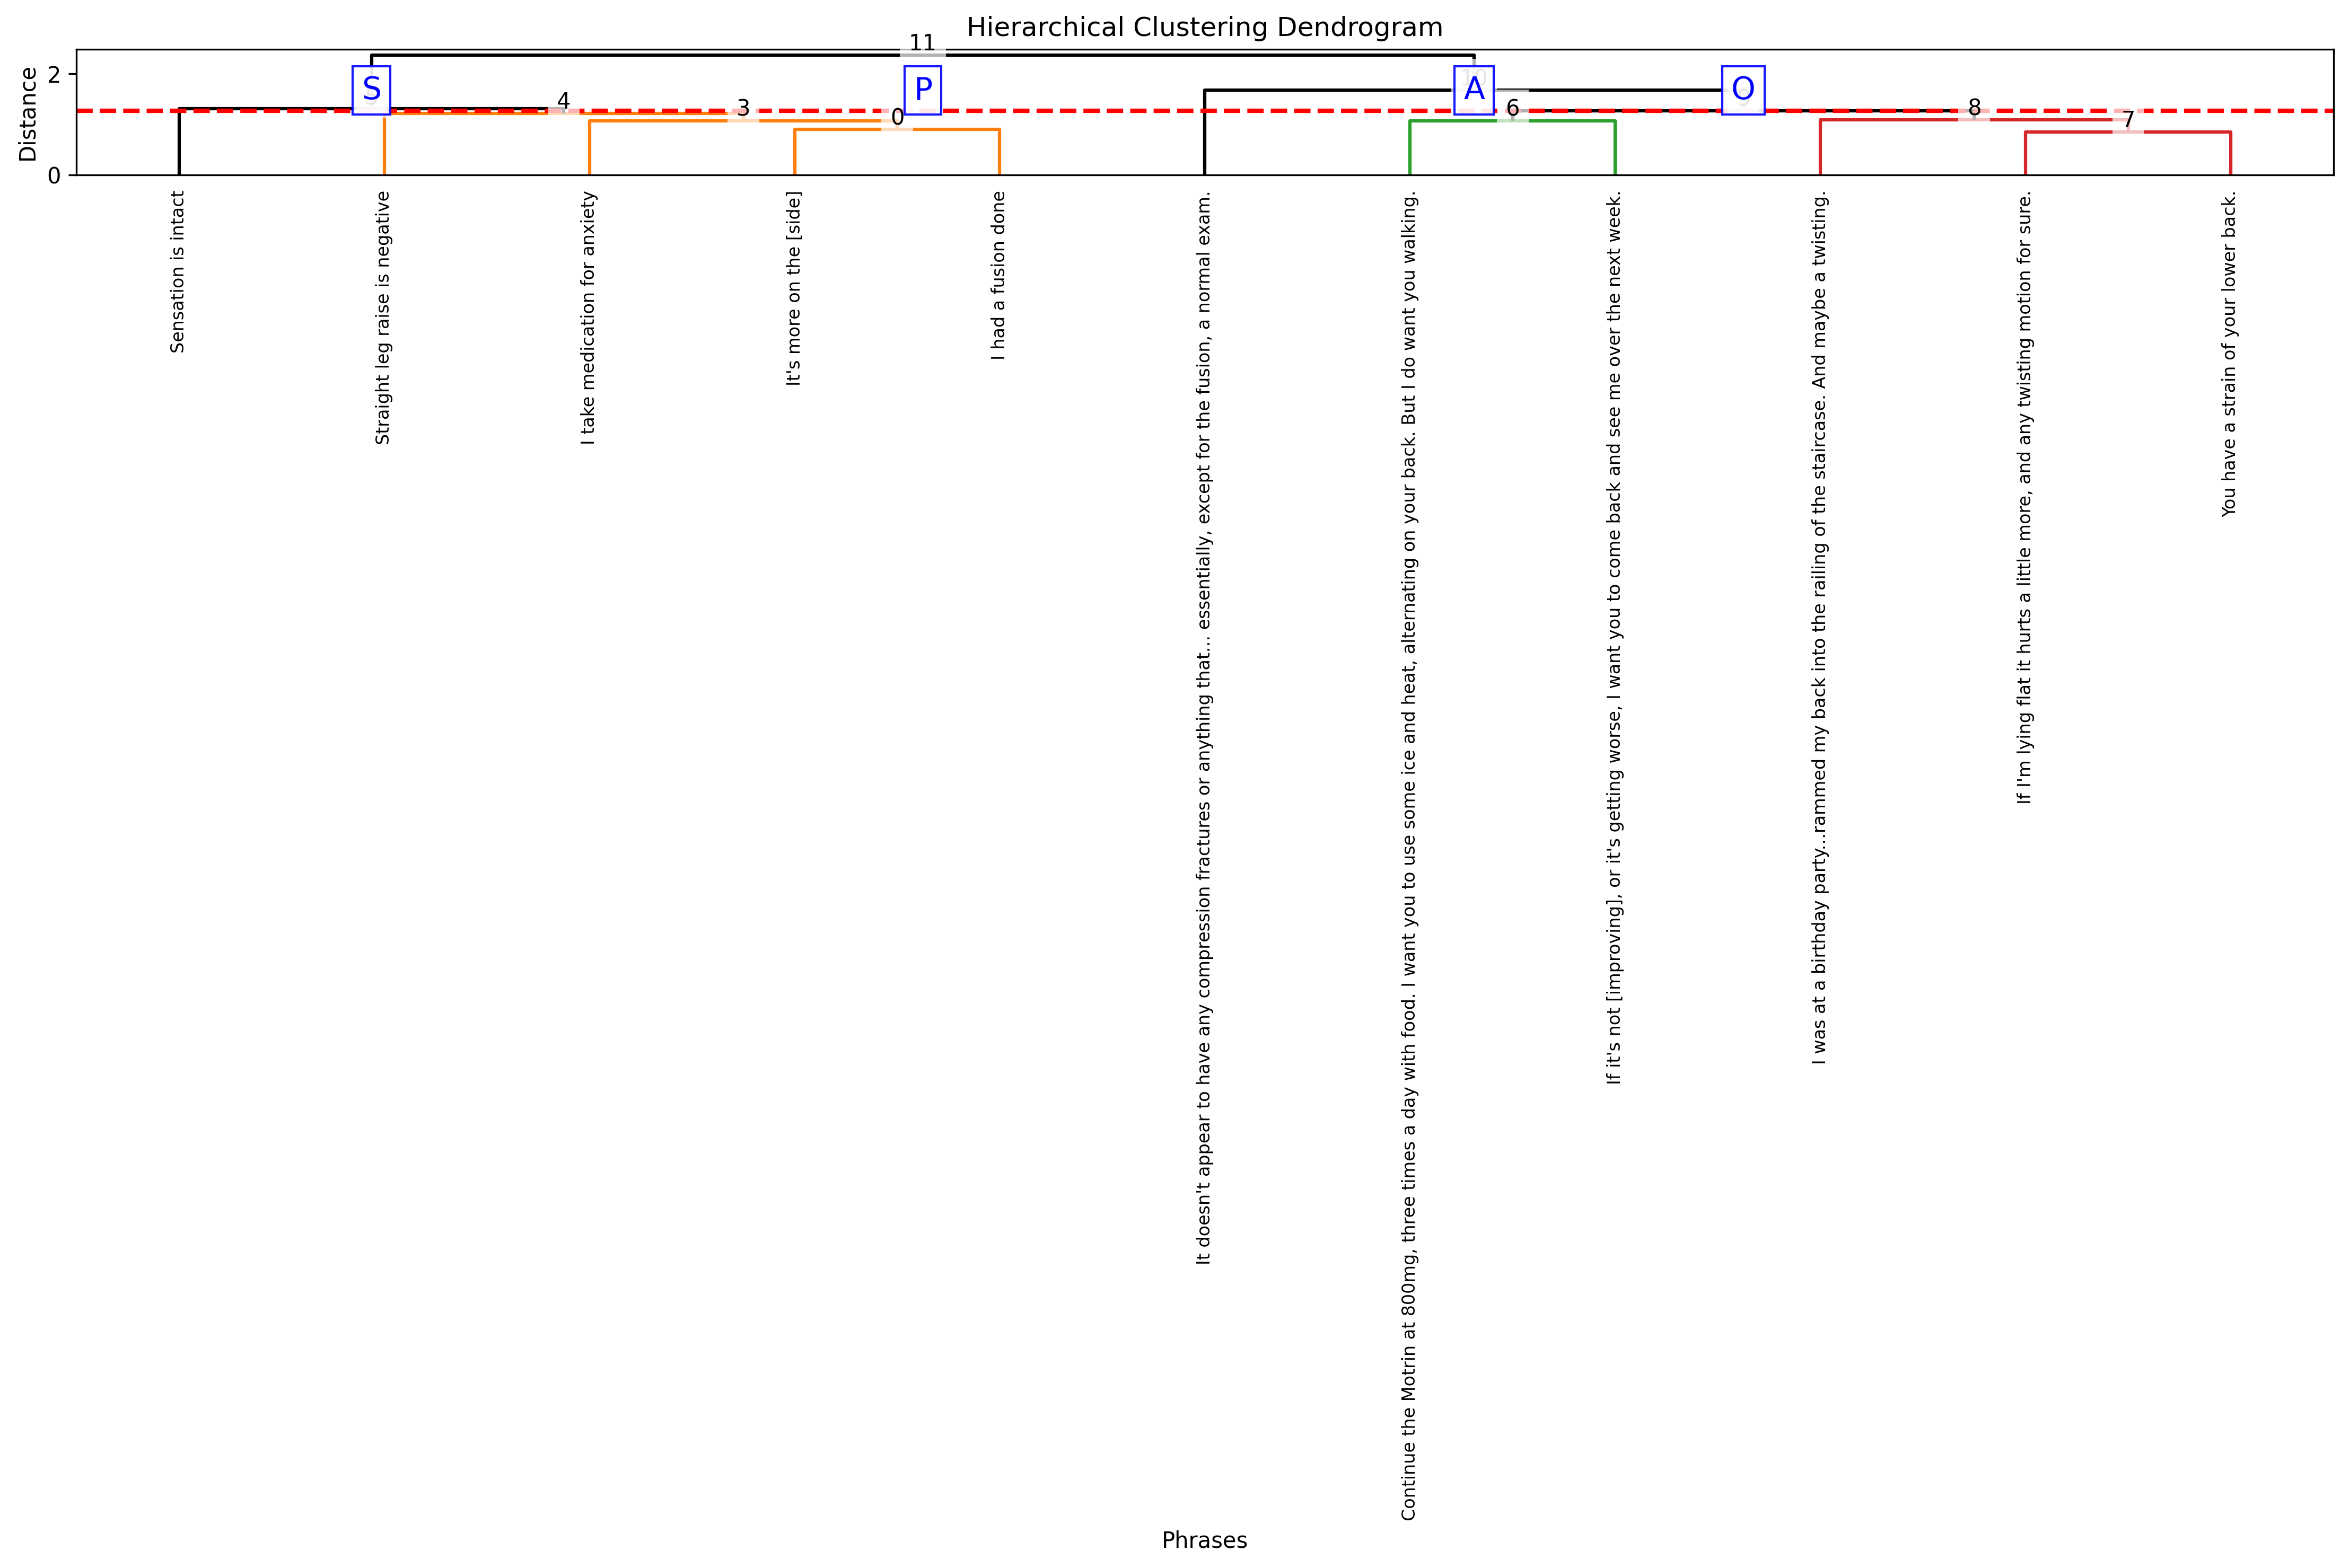 Hierarchical Clustering Dendrogram
11
2
S
P
A
O
4
3
0
6
8
7
Distance
0
Sensation is intact
Straight leg raise is negative
I take medication for anxiety
It's more on the [side]
I had a fusion done
It doesn't appear to have any compression fractures or anything that... essentially, except for the fusion, a normal exam.
Continue the Motrin at 800mg, three times a day with food. I want you to use some ice and heat, alternating on your back. But I do want you walking.
If it's not [improving], or it's getting worse, I want you to come back and see me over the next week.
I was at a birthday party...rammed my back into the railing of the staircase. And maybe a twisting.
If I'm lying flat it hurts a little more, and any twisting motion for sure.
You have a strain of your lower back.
Phrases